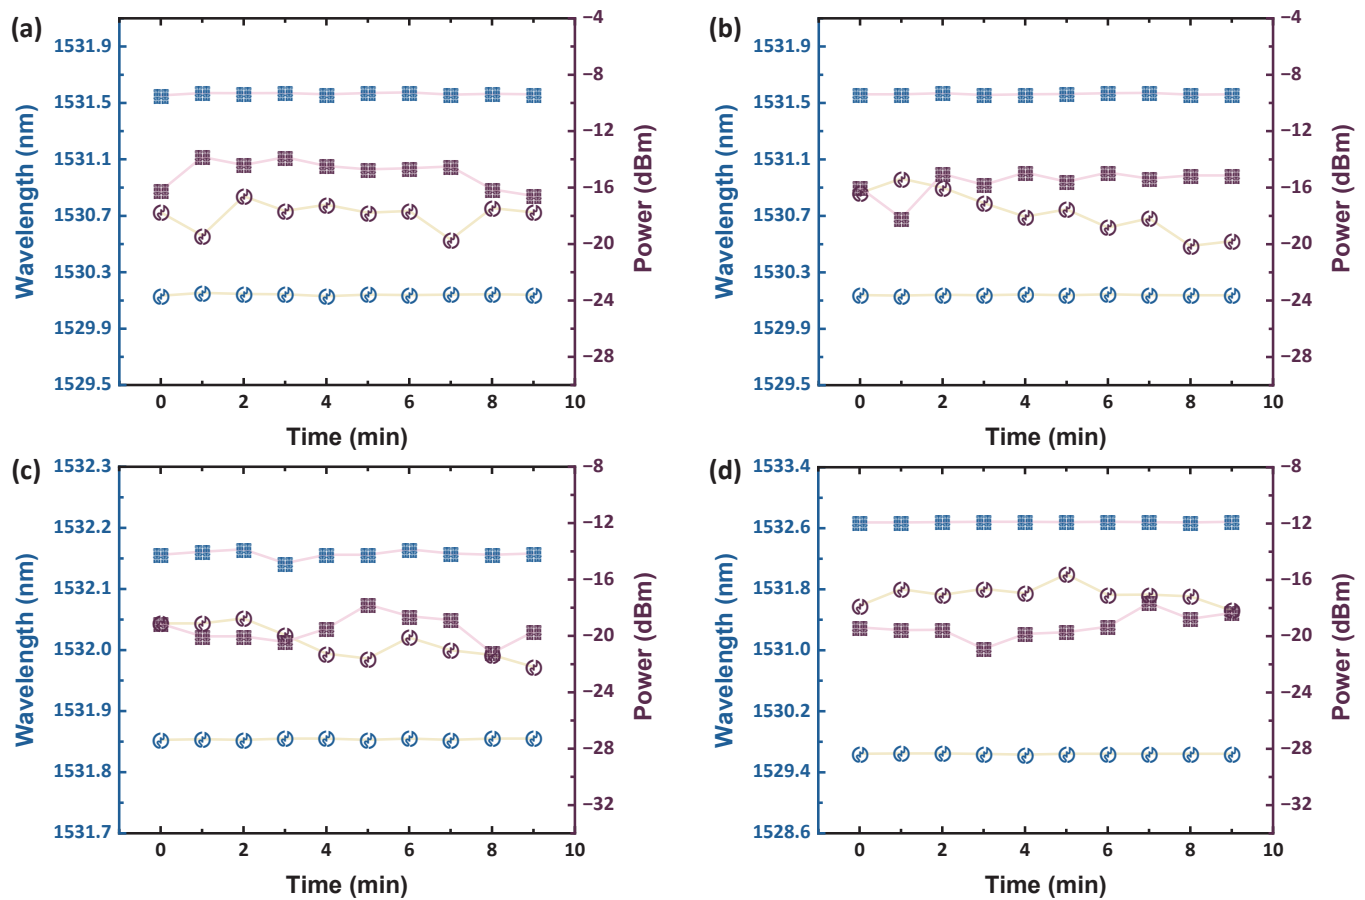 (a)
1531.9
1531.5
1531.1
1530.7
1530.3
1529.9
1529.5
Wavelength (nm)
0 2 4 6 8 10
Time (min)
−4
−8
−12
−16
−20
−24
−28
Power (dBm)
(b)
1531.9
1531.5
1531.1
1530.7
1530.3
1529.9
1529.5
Wavelength (nm)
0 2 4 6 8 10
Time (min)
−4
−8
−12
−16
−20
−24
−28
Power (dBm)
(c)
1532.3
1532.2
1532.1
1532.0
1531.9
1531.8
1531.7
Wavelength (nm)
0 2 4 6 8 10
Time (min)
−8
−12
−16
−20
−24
−28
−32
Power (dBm)
(d)
1533.4
1532.6
1531.8
1531.0
1530.2
1529.4
1528.6
Wavelength (nm)
0 2 4 6 8 10
Time (min)
−8
−12
−16
−20
−24
−28
−32
Power (dBm)